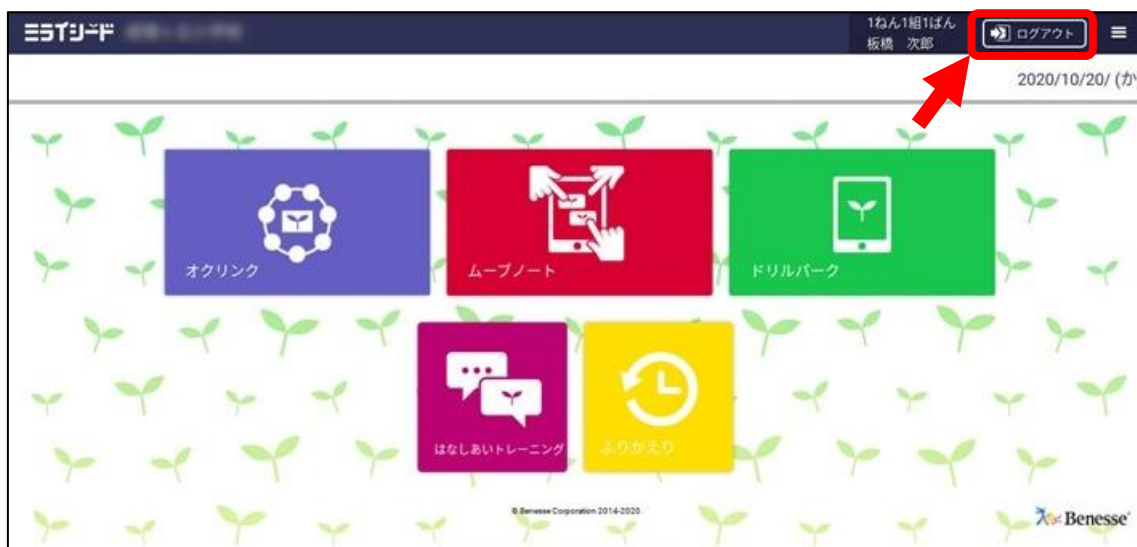 ミライシード
1ねん1組1ばん
板橋 次郎
ログアウト
2020/10/20/ (か
オクリンク
ムーブノート
ドリルパーク
はなしあいトレーニング
ふりかえり
© Benesse Corporation 2014-2020.
Benesse